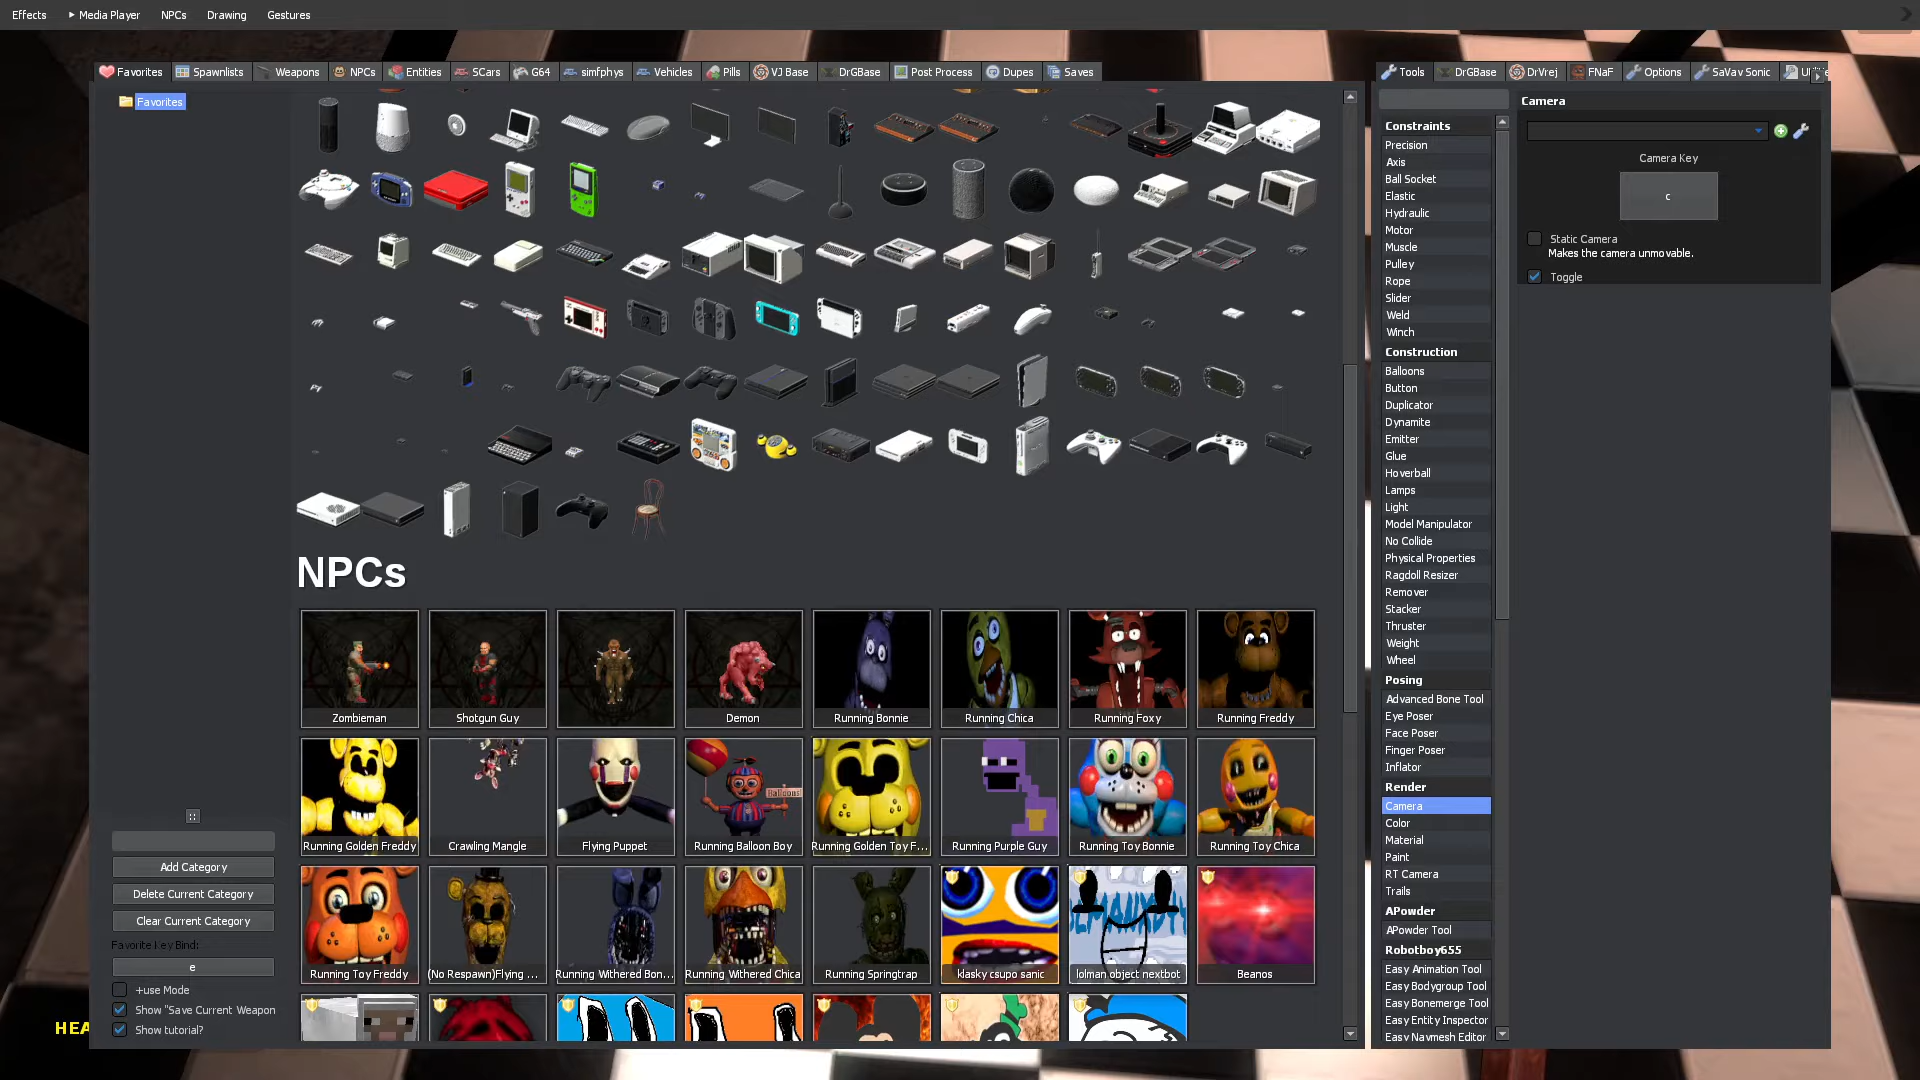 Effects
Media Player
NPCs
Drawing
Gestures
Favorites
Spawnlists
Weapons
NPCs
Entities
SCars
G64
simfphys
Vehicles
Pills
VJ Base
DrGBase
Post Process
Dupes
Saves
Tools
DrGBase
DrVrej
FNaF
Options
SaVav Sonic
Favorites
NPCs
Zombieman
Shotgun Guy
Demon
Running Bonnie
Running Chica
Running Foxy
Running Freddy
Running Golden Freddy
Crawling Mangle
Flying Puppet
Balloons!
Running Balloon Boy
Running Golden Toy F...
Running Purple Guy
Running Toy Bonnie
Running Toy Chica
Running Toy Freddy
(No Respawn)Flying ...
Running Withered Bon...
Running Withered Chica
Running Springtrap
klasky csupo sanic
lolman object nextbot
Beanos
Add Category
Delete Current Category
Clear Current Category
Favorite Key Bind:
e
+use Mode
Show "Save Current Weapon
Show tutorial?
HEA
Constraints
Precision
Axis
Ball Socket
Elastic
Hydraulic
Motor
Muscle
Pulley
Rope
Slider
Weld
Winch
Construction
Balloons
Button
Duplicator
Dynamite
Emitter
Glue
Hoverball
Lamps
Light
Model Manipulator
No Collide
Physical Properties
Ragdoll Resizer
Remover
Stacker
Thruster
Weight
Wheel
Posing
Advanced Bone Tool
Eye Poser
Face Poser
Finger Poser
Inflator
Render
Camera
Color
Material
Paint
RT Camera
Trails
APowder
APowder Tool
Robotboy655
Easy Animation Tool
Easy Bodygroup Tool
Easy Bonemerge Tool
Easy Entity Inspector
Easy Navmesh Editor
Camera
Camera Key
c
Static Camera
Makes the camera unmovable.
Toggle